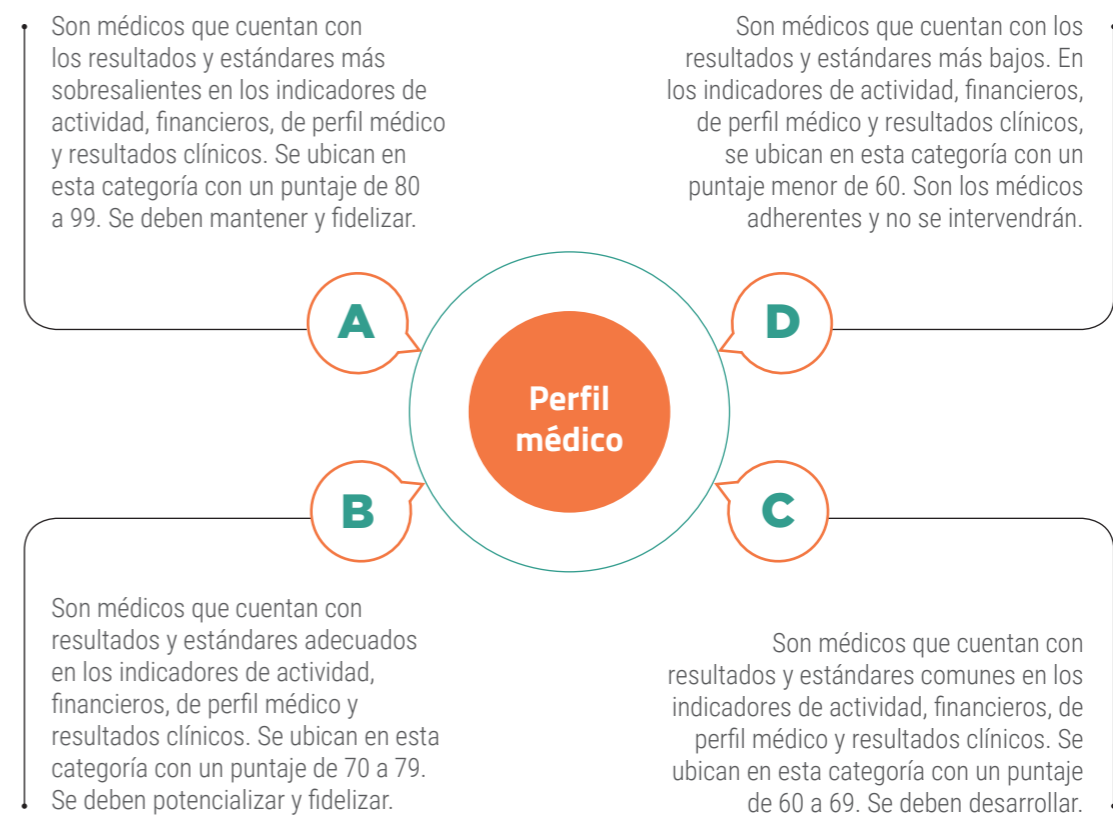 Son médicos que cuentan con
los resultados y estándares más
sobresalientes en los indicadores de
actividad, financieros, de perfil médico
y resultados clínicos. Se ubican en
esta categoría con un puntaje de 80
a 99. Se deben mantener y fidelizar.
Son médicos que cuentan con los
resultados y estándares más bajos. En
los indicadores de actividad, financieros,
de perfil médico y resultados clínicos,
se ubican en esta categoría con un
puntaje menor de 60. Son los médicos
adherentes y no se intervendrán.
A
D
Perfil
médico
B
C
Son médicos que cuentan con
resultados y estándares adecuados
en los indicadores de actividad,
financieros, de perfil médico y
resultados clínicos. Se ubican en esta
categoría con un puntaje de 70 a 79.
Se deben potencializar y fidelizar.
Son médicos que cuentan con
resultados y estándares comunes en los
indicadores de actividad, financieros, de
perfil médico y resultados clínicos. Se
ubican en esta categoría con un puntaje
de 60 a 69. Se deben desarrollar.